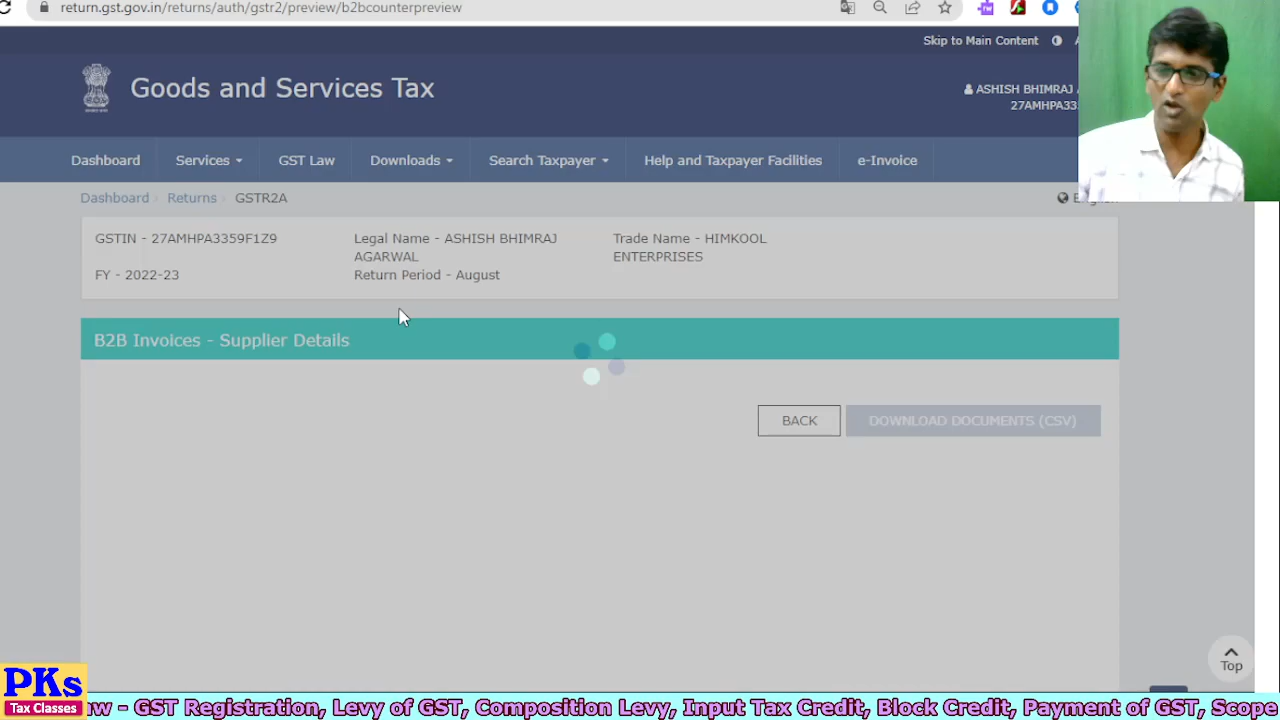 return.gst.gov.in/returns/auth/gstr2/preview/b2bcounterpreview
Skip to Main Content
Goods and Services Tax
ASHISH BHIMRAJ
27AMHPA33
Dashboard Services GST Law Downloads Search Taxpayer Help and Taxpayer Facilities e-Invoice
Dashboard Returns GSTR2A
GSTIN - 27AMHPA3359F1Z9 Legal Name - ASHISH BHIMRAJ Trade Name - HIMKOOL
AGARWAL ENTERPRISES
FY - 2022-23 Return Period - August
B2B Invoices - Supplier Details
BACK DOWNLOAD DOCUMENTS (CSV)
Top
PKs
Tax Classes
aw - GST Registration, Levy of GST, Composition Levy, Input Tax Credit, Block Credit, Payment of GST, Scope